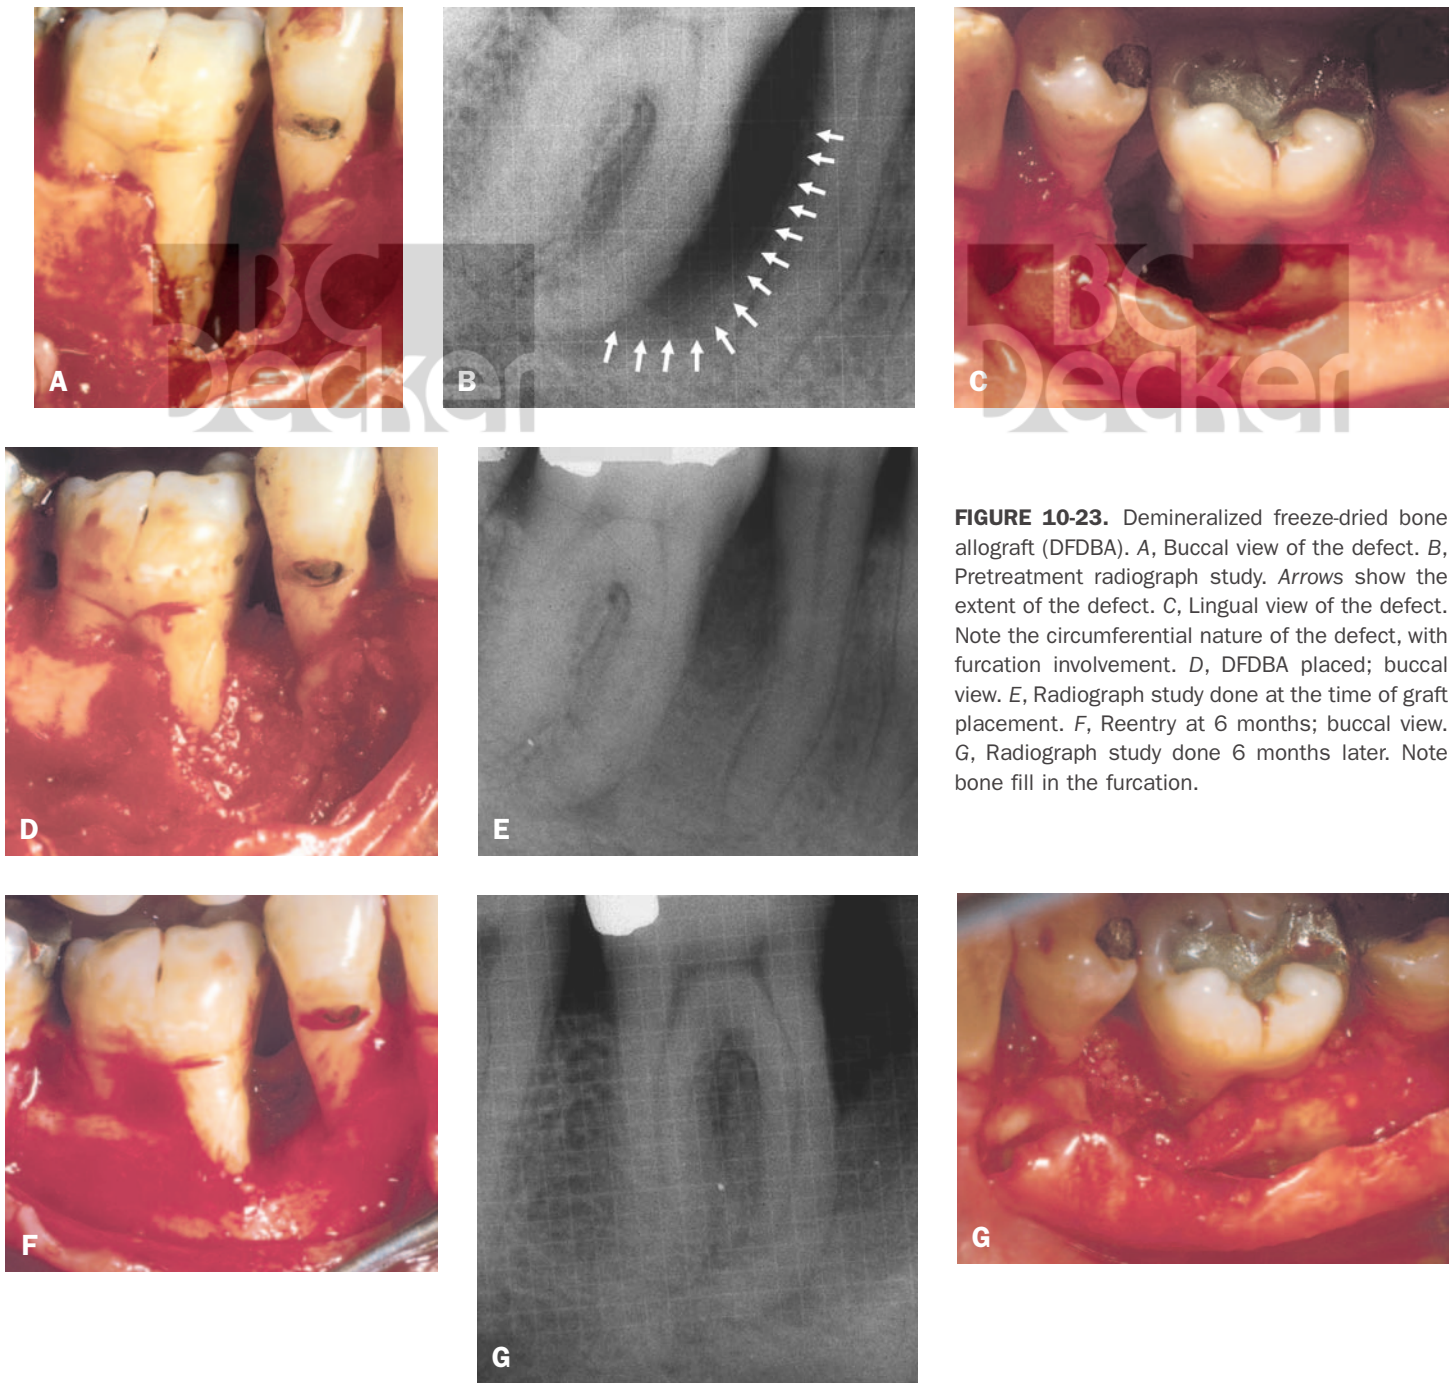 BC
Decker
BC
Decker
A
B
C
FIGURE 10-23. Demineralized freeze-dried bone
allograft (DFDBA). A, Buccal view of the defect. B,
Pretreatment radiograph study. Arrows show the
extent of the defect. C, Lingual view of the defect.
Note the circumferential nature of the defect, with
furcation involvement. D, DFDBA placed; buccal
view. E, Radiograph study done at the time of graft
placement. F, Reentry at 6 months; buccal view.
G, Radiograph study done 6 months later. Note
bone fill in the furcation.
D
E
F
G
G